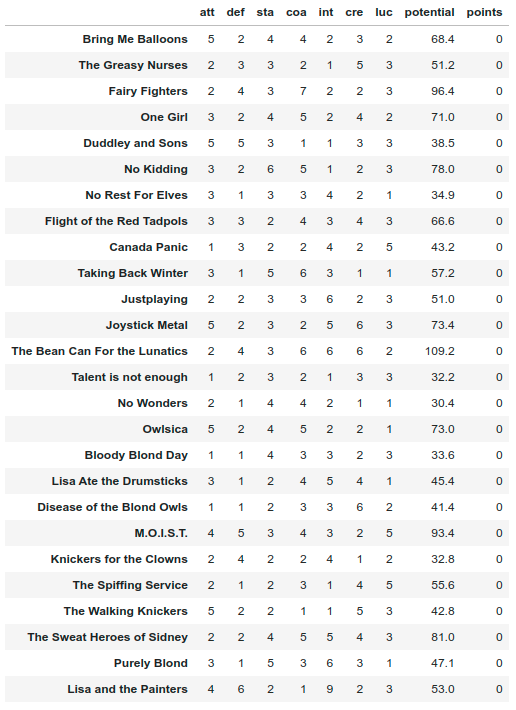 att def sta coa int cre luc potential points
Bring Me Balloons 5 2 4 4 2 3 2 68.4 0
The Greasy Nurses 2 3 3 2 1 5 3 51.2 0
Fairy Fighters 2 4 3 7 2 2 3 96.4 0
One Girl 3 2 4 5 2 4 2 71.0 0
Duddley and Sons 5 5 3 1 1 3 3 38.5 0
No Kidding 3 2 6 5 1 2 3 78.0 0
No Rest For Elves 3 1 3 3 4 2 1 34.9 0
Flight of the Red Tadpols 3 3 2 4 3 4 3 66.6 0
Canada Panic 1 3 2 2 4 2 5 43.2 0
Taking Back Winter 3 1 5 6 3 1 1 57.2 0
Justplaying 2 2 3 3 6 2 3 51.0 0
Joystick Metal 5 2 3 2 5 6 3 73.4 0
The Bean Can For the Lunatics 2 4 3 6 6 6 2 109.2 0
Talent is not enough 1 2 3 2 1 3 3 32.2 0
No Wonders 2 1 4 4 2 1 1 30.4 0
Owlsica 5 2 4 5 2 2 1 73.0 0
Bloody Blond Day 1 1 4 3 3 2 3 33.6 0
Lisa Ate the Drumsticks 3 1 2 4 5 4 1 45.4 0
Disease of the Blond Owls 1 1 2 3 3 6 2 41.4 0
M.O.I.S.T. 4 5 3 4 3 2 5 93.4 0
Knickers for the Clowns 2 4 2 2 4 1 2 32.8 0
The Spiffing Service 2 1 2 3 1 4 5 55.6 0
The Walking Knickers 5 2 2 1 1 5 3 42.8 0
The Sweat Heroes of Sidney 2 2 4 5 5 4 3 81.0 0
Purely Blond 3 1 5 3 6 3 1 47.1 0
Lisa and the Painters 4 6 2 1 9 2 3 53.0 0